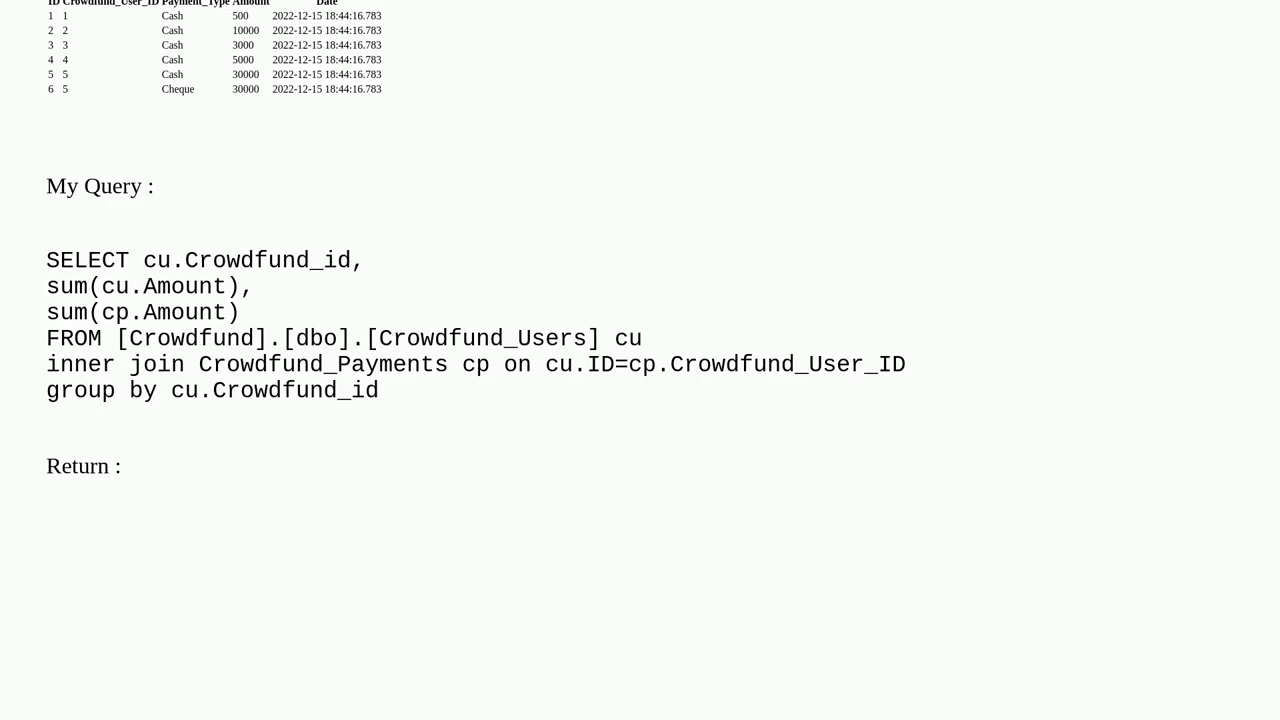 ID Crowdfund_User_ID Payment_Type Amount Date
1 1 Cash 500 2022-12-15 18:44:16.783
2 2 Cash 10000 2022-12-15 18:44:16.783
3 3 Cash 3000 2022-12-15 18:44:16.783
4 4 Cash 5000 2022-12-15 18:44:16.783
5 5 Cash 30000 2022-12-15 18:44:16.783
6 5 Cheque 30000 2022-12-15 18:44:16.783
My Query :
SELECT cu.Crowdfund_id,
sum(cu.Amount),
sum(cp.Amount)
FROM [Crowdfund].[dbo].[Crowdfund_Users] cu
inner join Crowdfund_Payments cp on cu.ID=cp.Crowdfund_User_ID
group by cu.Crowdfund_id
Return :